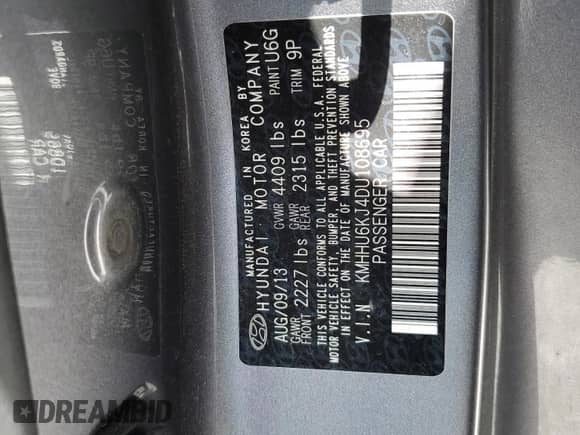 MANUFACTURED IN KOREA BY
HYUNDAI MOTOR COMPANY
AUG/09/13 GVWR 4409 lbs PAINT U6G
GAWR FRONT 2227 lbs GAWR REAR 2315 lbs TRIM 9P
THIS VEHICLE CONFORMS TO ALL APPLICABLE U.S.A. FEDERAL
MOTOR VEHICLE SAFETY, BUMPER, AND THEFT PREVENTION STANDARDS
IN EFFECT ON THE DATE OF MANUFACTURE SHOWN ABOVE
V.I.N KMHHU6KJ4DU108695
PASSENGER CAR
DREAMBID